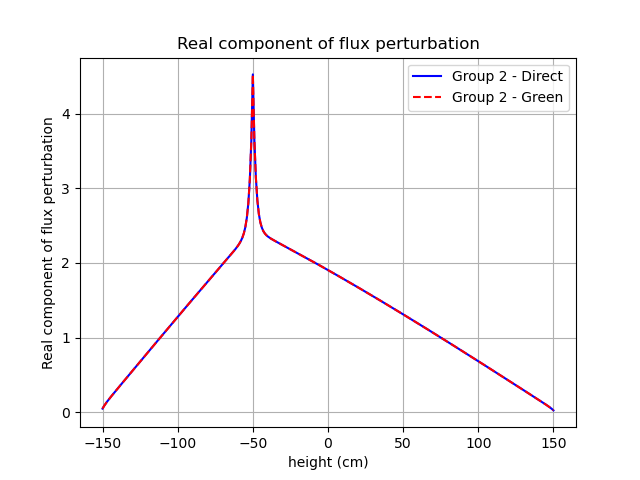 Real component of flux perturbation
Group 2 - Direct
Group 2 - Green
Real component of flux perturbation
4
3
2
1
0
−150
−100
−50
0
50
100
150
height (cm)